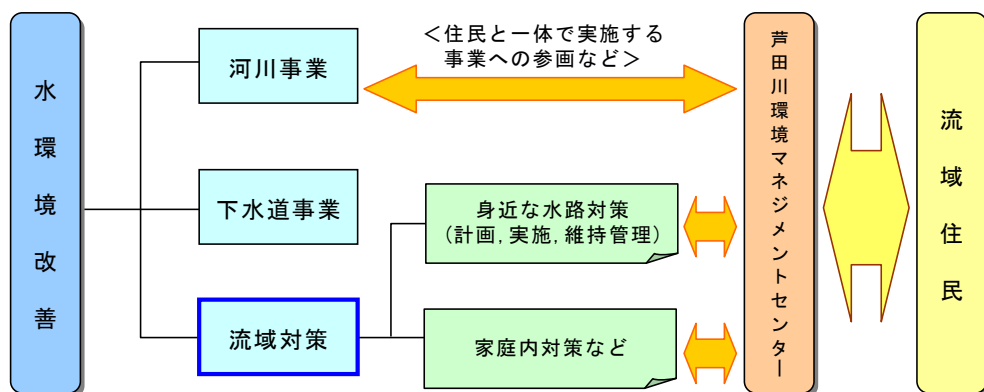 水環境改善
河川事業
下水道事業
流域対策
＜住民と一体で実施する
事業への参画など＞
身近な水路対策
（計画，実施，維持管理）
家庭内対策など
芦田川環境マネジメントセンター
流域住民